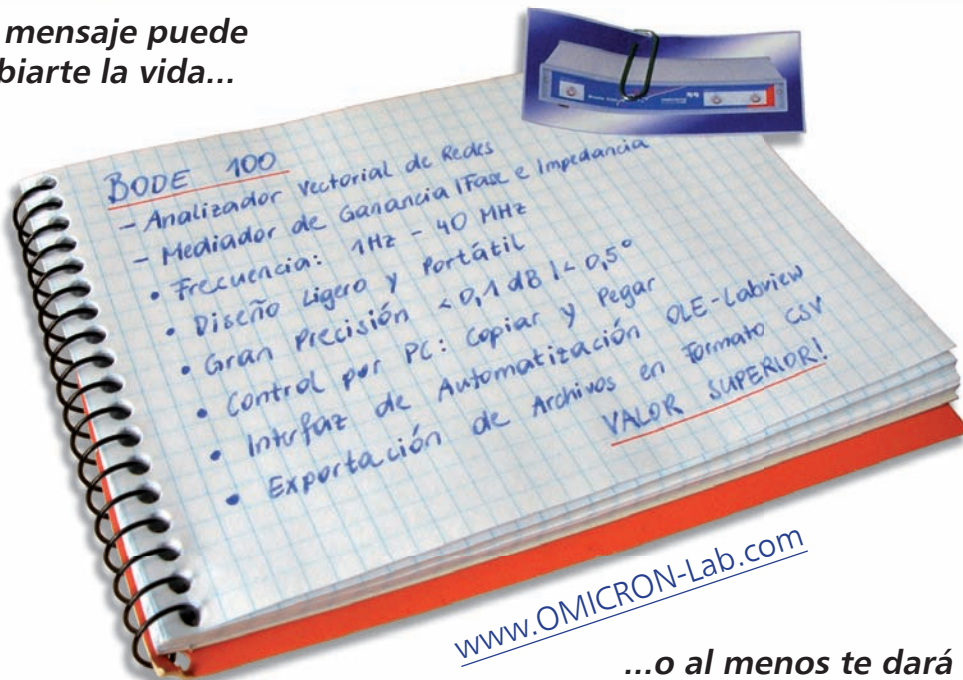 mensaje puede
biarte la vida...
BODE 100
- Analizador Vectorial de Redes
- Mediador de Ganancia |Fase e Impedancia
• Frecuencia: 1Hz - 40 MHz
• Diseño Ligero y Portátil
• Gran Precisión <0,1 dB |< 0,5°
• Control por PC: Copiar y Pegar
• Interfaz de Automatización OLE-Labview
• Exportación de Archivos en Formato CSV
VALOR SUPERIOR!
www.OMICRON-Lab.com
...o al menos te dará